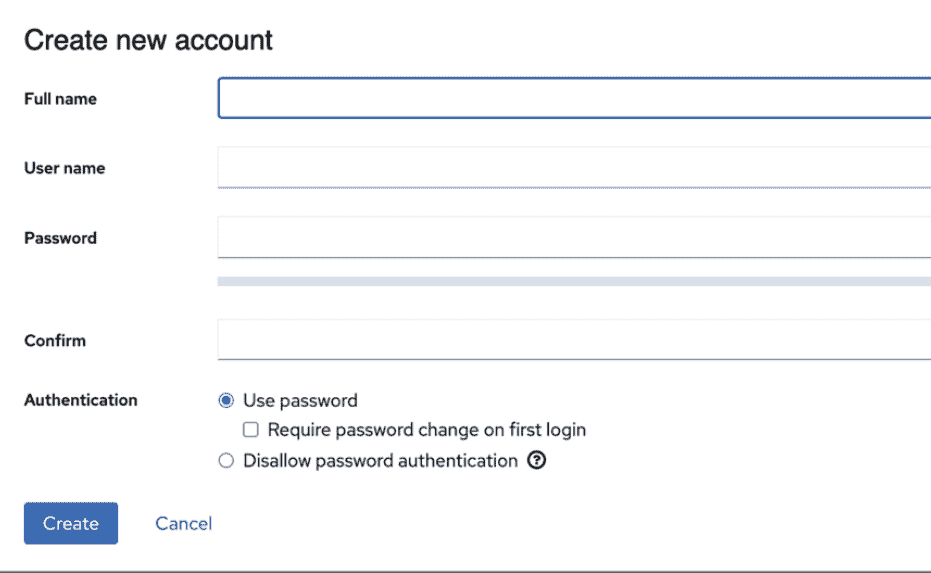 Create new account
Full name
User name
Password
Confirm
Authentication
Use password
Require password change on first login
Disallow password authentication ?
Create Cancel